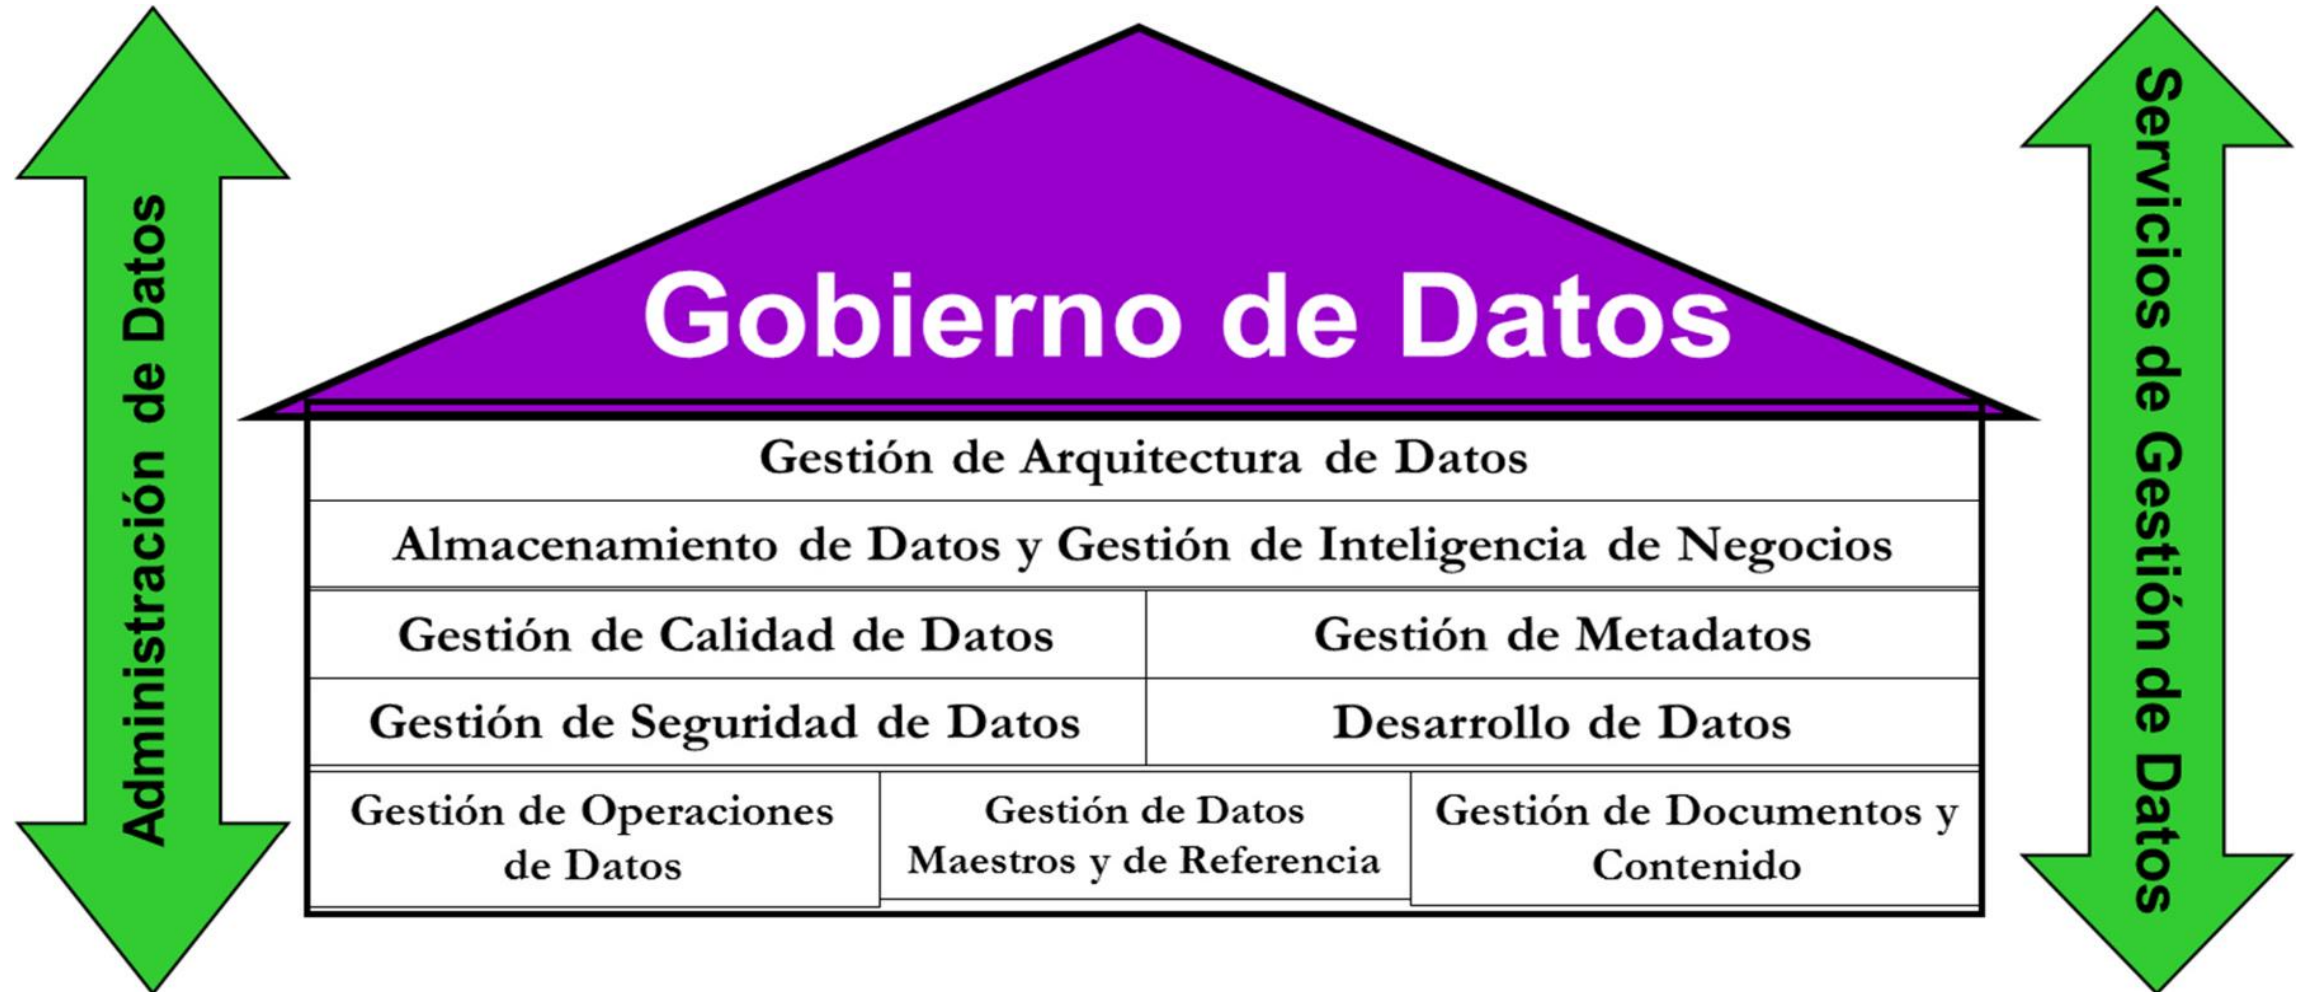 Administración de Datos
Gobierno de Datos
Gestión de Arquitectura de Datos
Almacenamiento de Datos y Gestión de Inteligencia de Negocios
Gestión de Calidad de Datos
Gestión de Metadatos
Gestión de Seguridad de Datos
Desarrollo de Datos
Gestión de Operaciones
de Datos
Gestión de Datos
Maestros y de Referencia
Gestión de Documentos y
Contenido
Servicios de Gestión de Datos